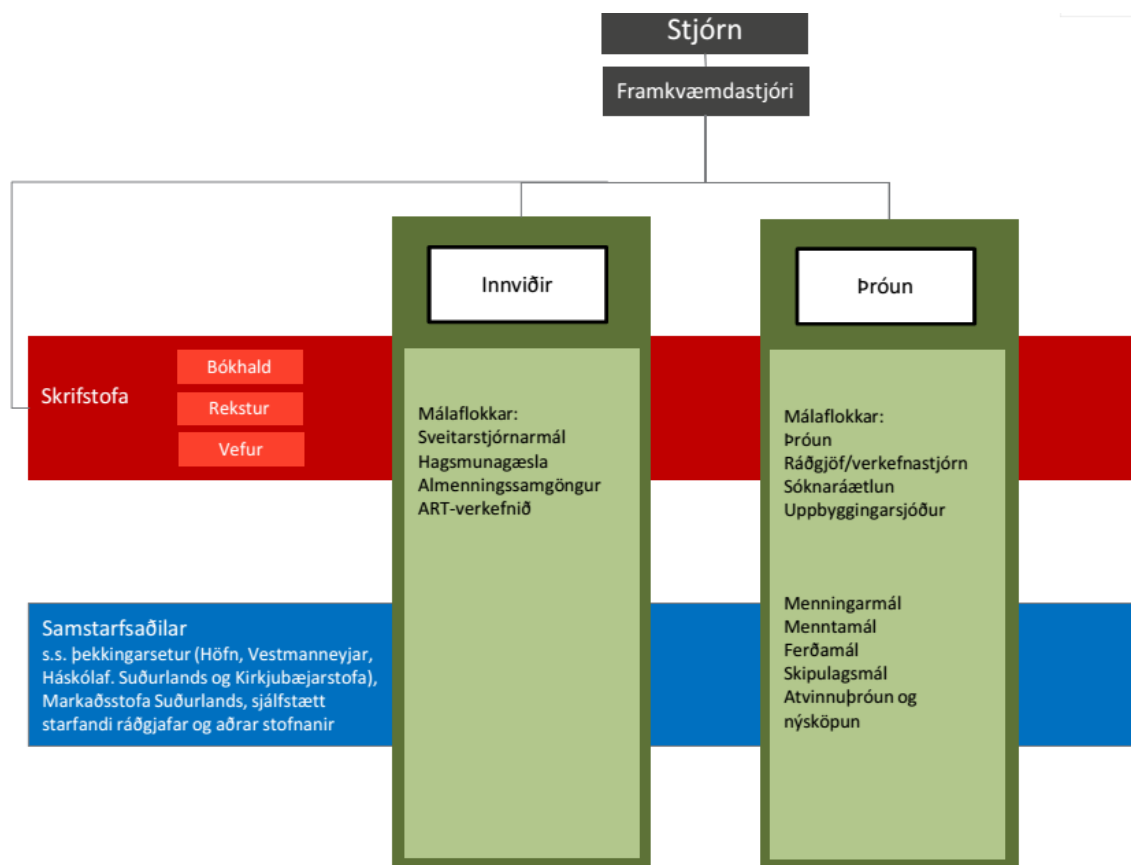 Stjórn
Framkvæmdastjóri
Innviðir
Þróun
Skrifstofa
Bókhald
Rekstur
Vefur
Málaflokkar:
Sveitarstjórnarmál
Hagsmunagæsla
Almenningssamgöngur
ART-verkefnið
Málaflokkar:
Þróun
Ráðgjöf/verkefnastjórn
Sóknaráætlun
Uppbyggingarsjóður
Menningarmál
Menntamál
Ferðamál
Skipulagsmál
Atvinnuþróun og
nýsköpun
Samstarfsaðilar
s.s. þekkingarsetur (Höfn, Vestmanneyjar,
Háskólaf. Suðurlands og Kirkjubæjarstofa),
Markaðsstofa Suðurlands, sjálfstætt
starfandi ráðgjafar og aðrar stofnanir